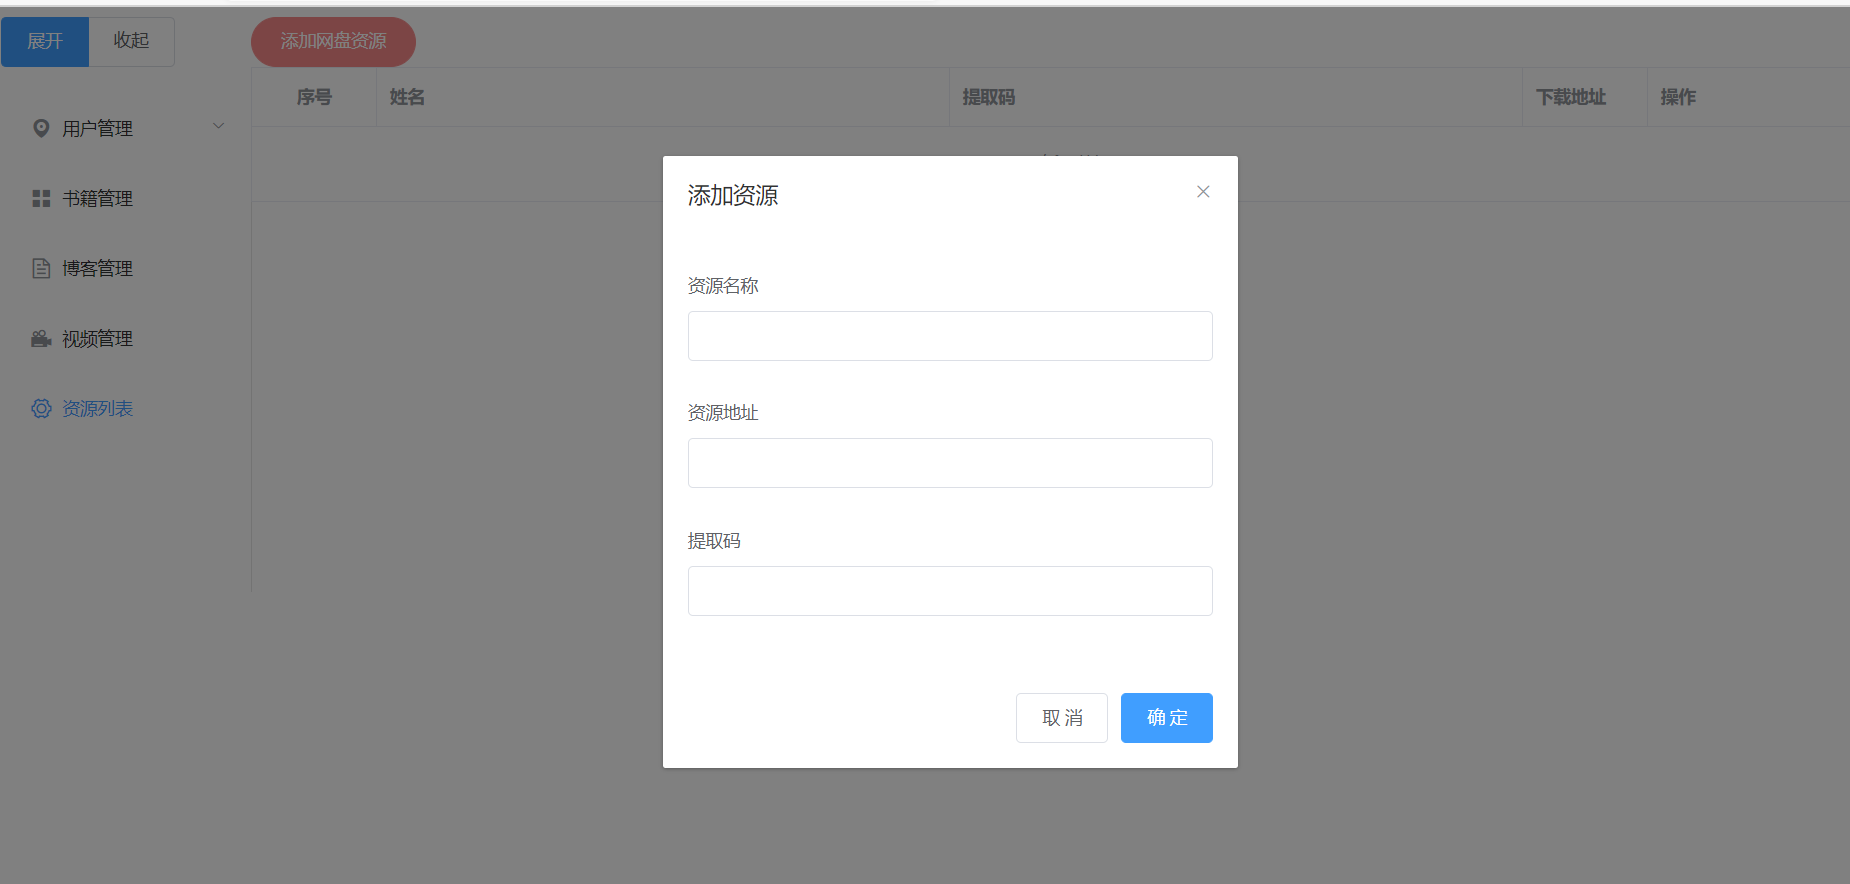 展开 收起 添加网盘资源
序号 姓名 提取码 下载地址 操作
用户管理
书籍管理
博客管理
视频管理
资源列表
添加资源
资源名称
资源地址
提取码
取 消 确 定